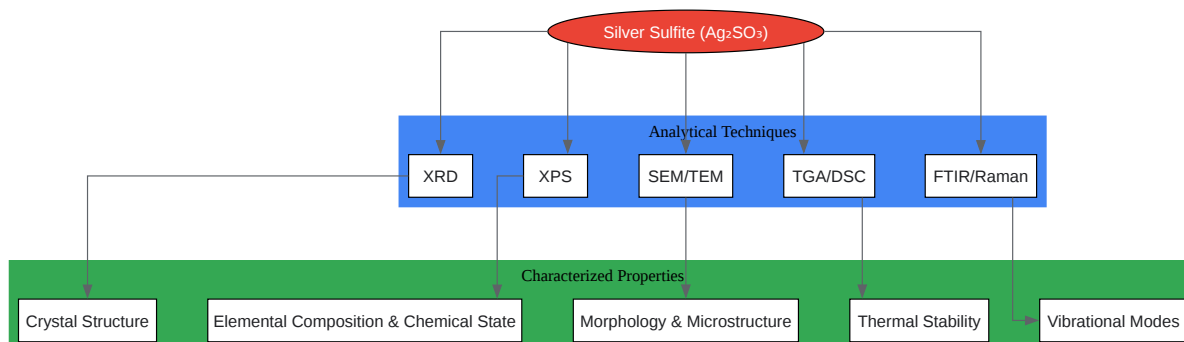 Silver Sulfite (Ag₂SO₃)
Analytical Techniques
XRD
XPS
SEM/TEM
TGA/DSC
FTIR/Raman
Characterized Properties
Crystal Structure
Elemental Composition & Chemical State
Morphology & Microstructure
Thermal Stability
Vibrational Modes